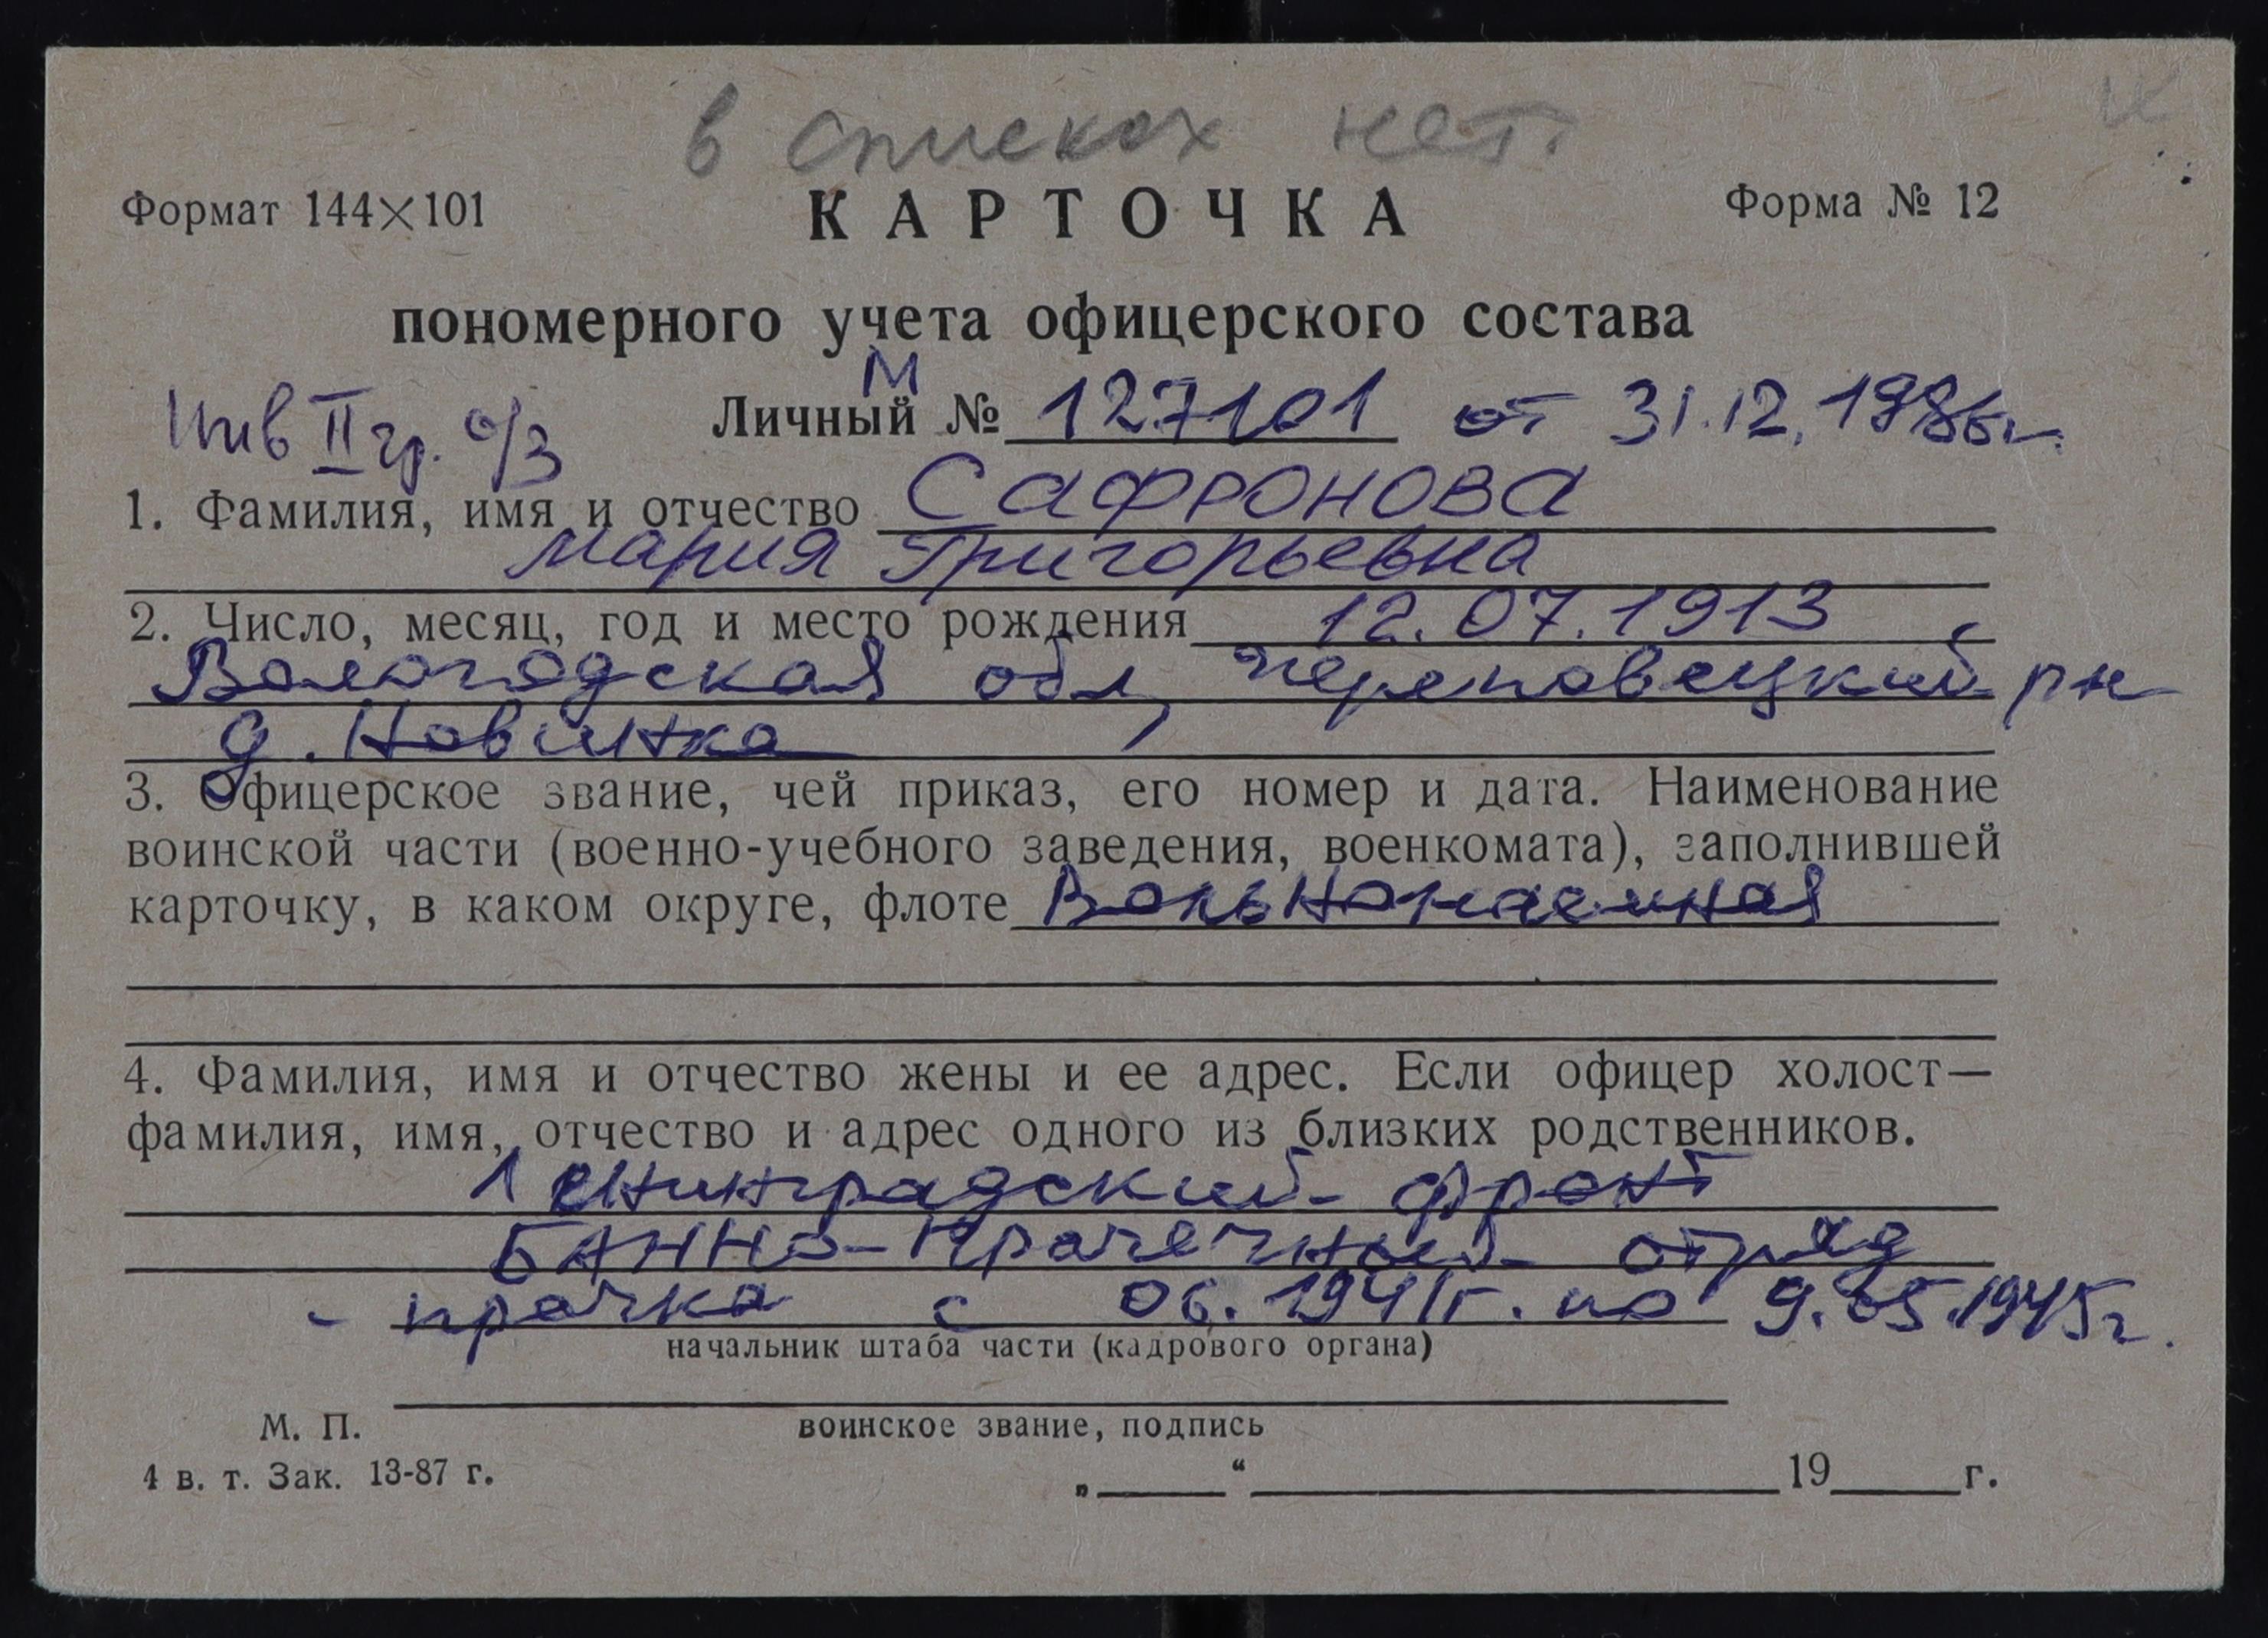 в списках нет.
Формат 144×101 КАРТОЧКА Форма № 12
пономерного учета офицерского состава
М
Инв II гр. о/з Личный № 127101 от 31.12.1986г.
1. Фамилия, имя и отчество Сафронова
Мария Григорьевна
2. Число, месяц, год и место рождения 12.07.1913,
Вологодская обл, Череповецкий рн
д. Новинка
3. Офицерское звание, чей приказ, его номер и дата. Наименование
воинской части (военно-учебного заведения, военкомата), заполнившей
карточку, в каком округе, флоте Вольнонаемная
4. Фамилия, имя и отчество жены и ее адрес. Если офицер холост—
фамилия, имя, отчество и адрес одного из близких родственников.
Ленинградский фронт
БАННО-Прачечный отряд
- прачка с 06.1941г. по 9.05.1945г.
начальник штаба части (кадрового органа)
М. П.
воинское звание, подпись
4 в. т. Зак. 13-87 г. „ “ 19 г.